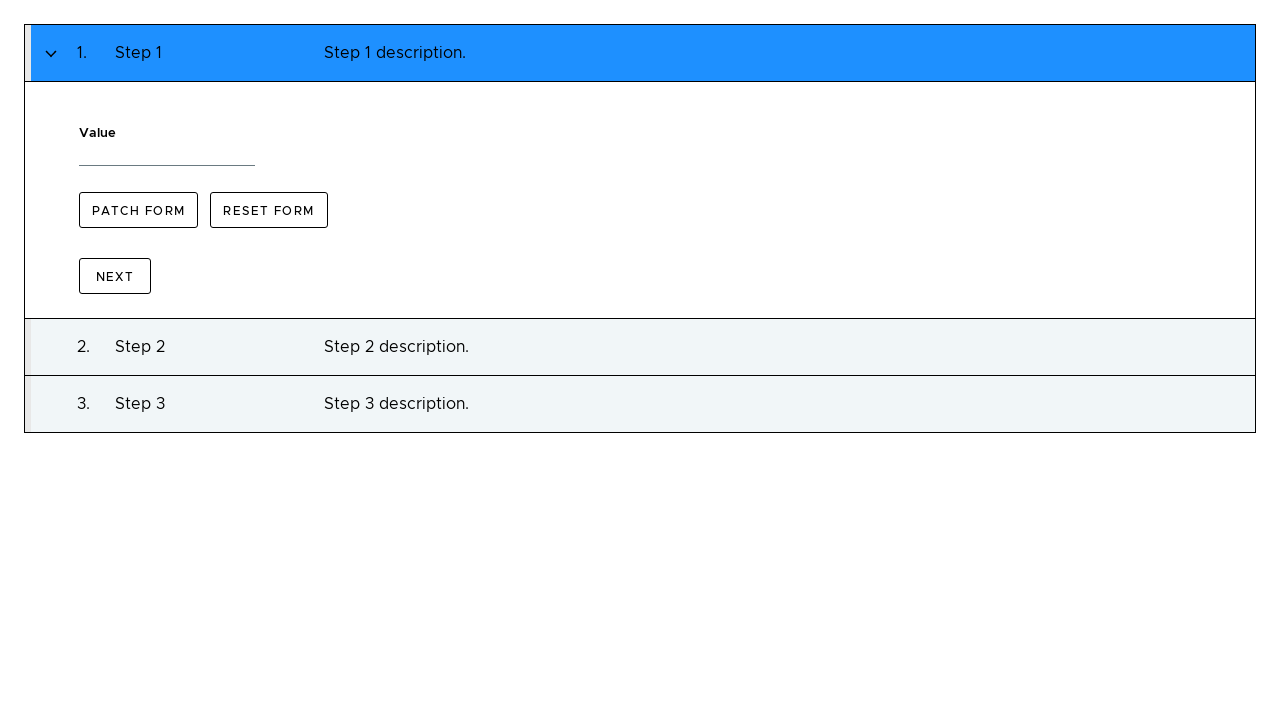 1. Step 1 Step 1 description.
Value
PATCH FORM RESET FORM
NEXT
2. Step 2 Step 2 description.
3. Step 3 Step 3 description.